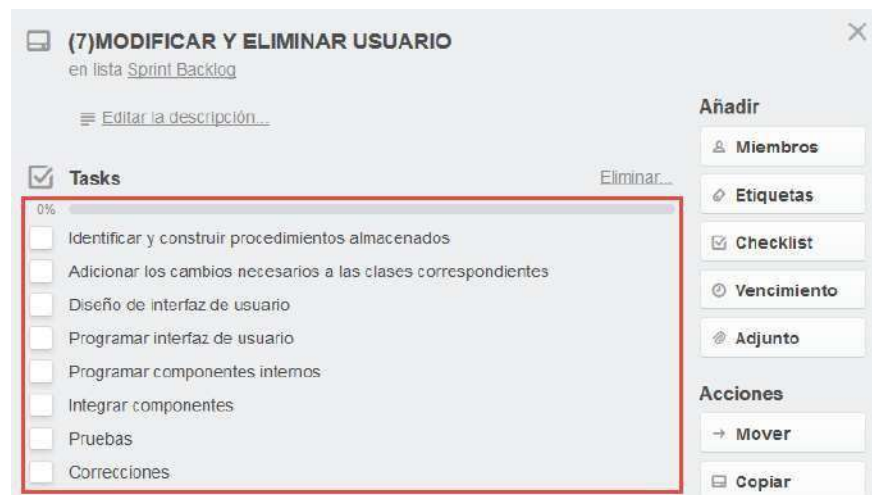 (7)MODIFICAR Y ELIMINAR USUARIO
en lista Sprint Backlog
Editar la descripción...
Tasks
Eliminar...
0%
Identificar y construir procedimientos almacenados
Adicionar los cambios necesarios a las clases correspondientes
Diseño de interfaz de usuario
Programar interfaz de usuario
Programar componentes internos
Integrar componentes
Pruebas
Correcciones
Añadir
Miembros
Etiquetas
Checklist
Vencimiento
Adjunto
Acciones
Mover
Copiar